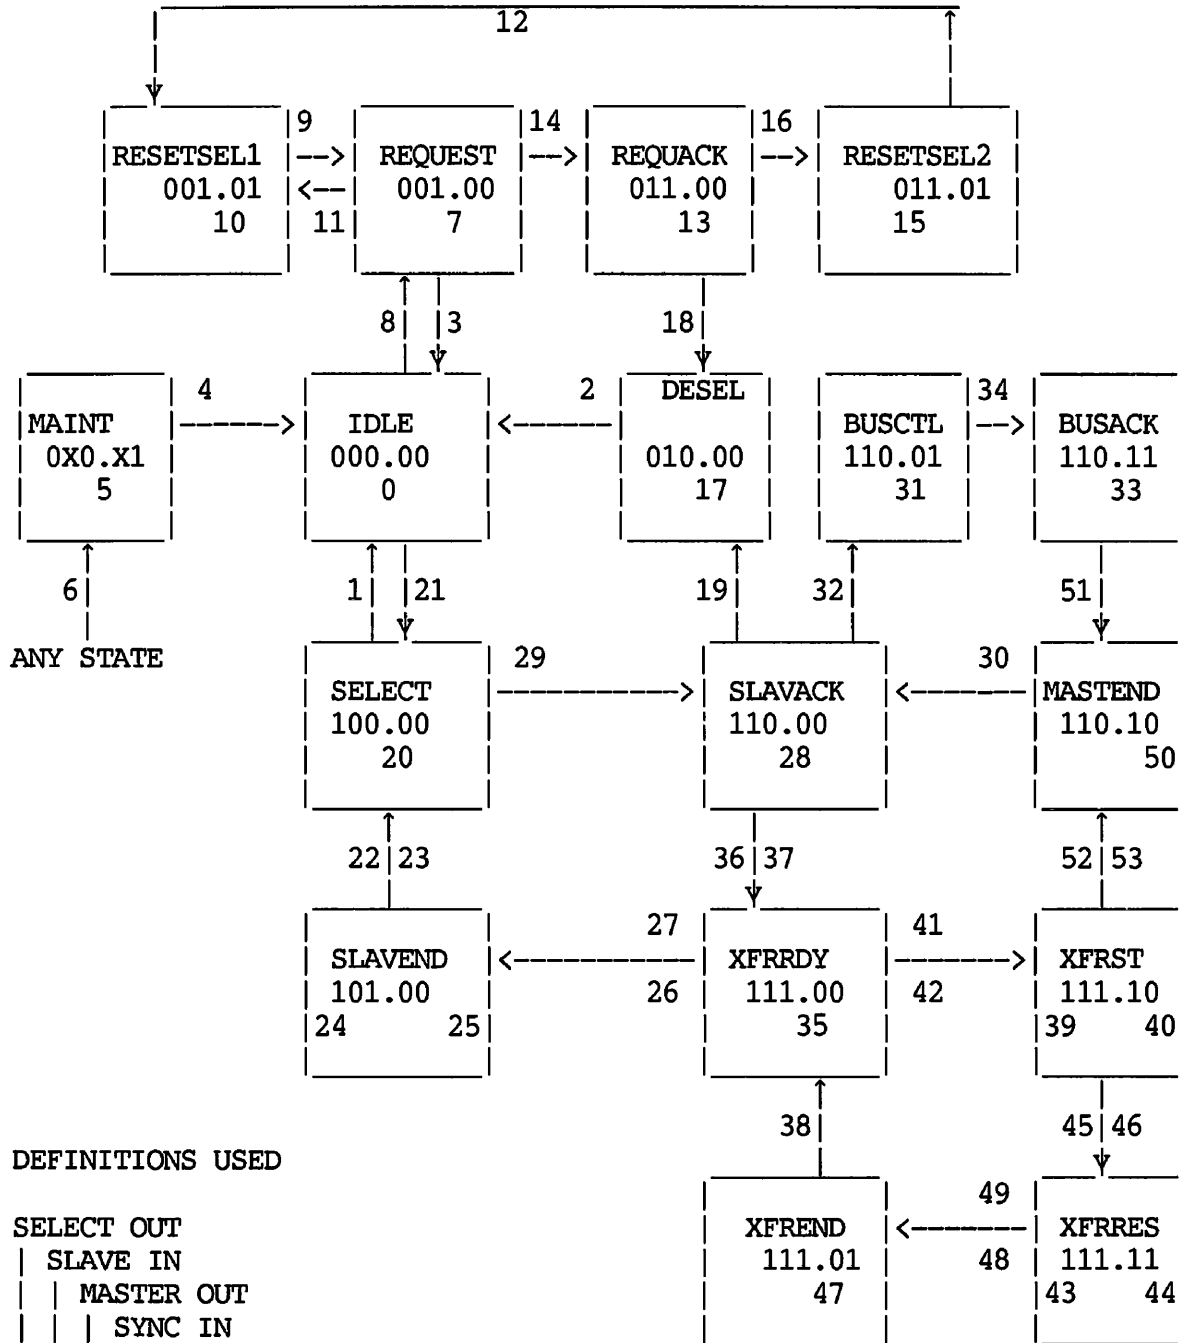 12
9 14 16
RESETSEL1 --> REQUEST --> REQUACK --> RESETSEL2
001.01 <-- 001.00 011.00 011.01
10 11 7 13 15
8 3 18
4 2 DESEL 34
MAINT -------> IDLE <------- BUSCTL --> BUSACK
0X0.X1 000.00 010.00 110.01 110.11
5 0 17 31 33
6 1 21 19 32 51
ANY STATE 29 30
SELECT ------------> SLAVACK <------- MASTEND
100.00 110.00 110.10
20 28 50
22 23 36 37 52 53
27 41
SLAVEND <------------ XFRRDY --------> XFRST
101.00 26 111.00 42 111.10
24 25 35 39 40
38 45 46
DEFINITIONS USED
49
SELECT OUT XFREND <-------- XFRRES
| SLAVE IN 111.01 48 111.11
| | MASTER OUT 47 43 44
| | | SYNC IN